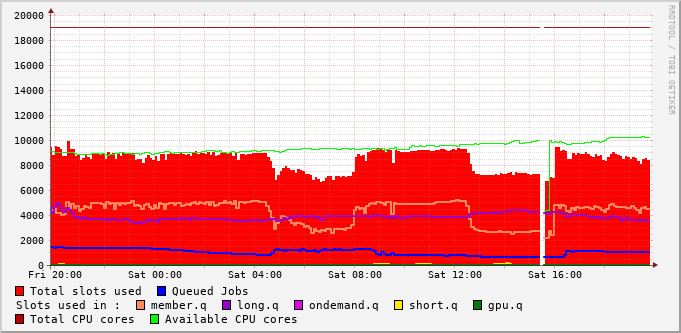 RRDTOOL / TOBI OETIKER
20000
18000
16000
14000
12000
10000
8000
6000
4000
2000
0
Fri 20:00 Sat 00:00 Sat 04:00 Sat 08:00 Sat 12:00 Sat 16:00
Total slots used Queued Jobs
Slots used in : member.q long.q ondemand.q short.q gpu.q
Total CPU cores Available CPU cores